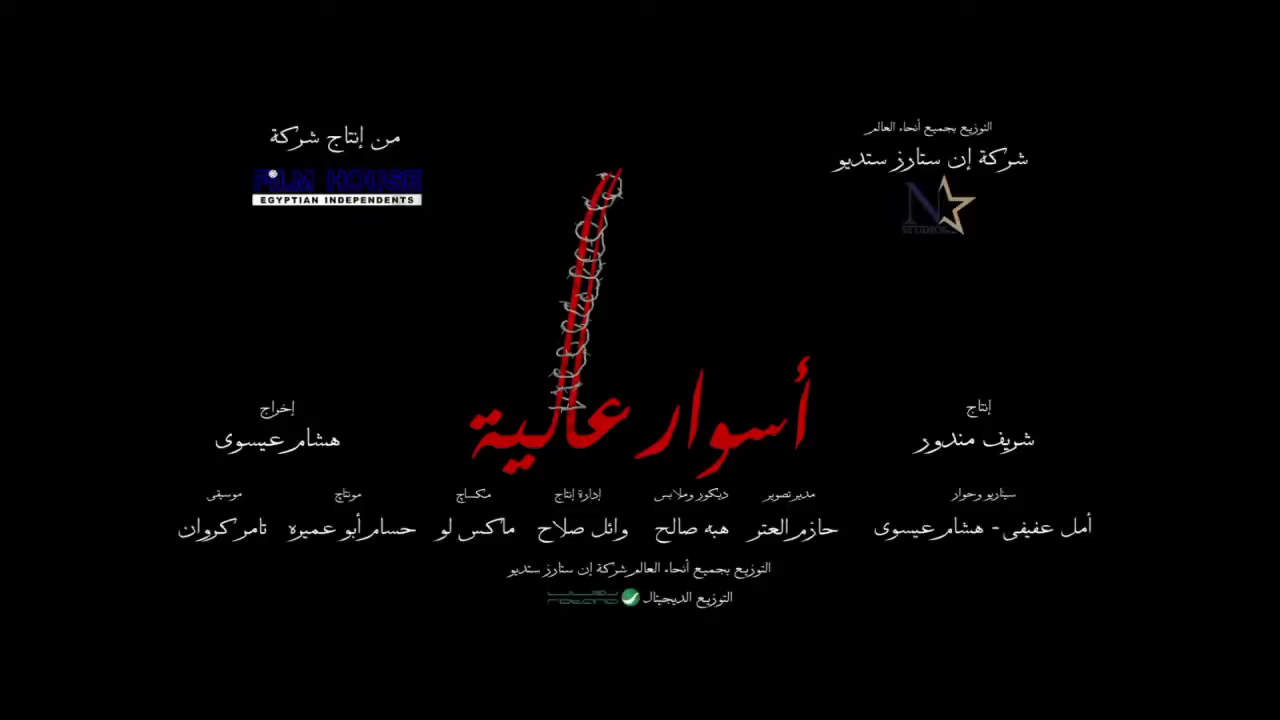 التوزيع بجميع أنحاء العالم
شركة إن ستارز ستديو
N
STUDIO
من إنتاج شركة
FILM HOUSE
EGYPTIAN INDEPENDENTS
أسوار عالية
إنتاج
شريف مندور
إخراج
هشام عيسوى
سيناريو وحوار
أمل عفيفى - هشام عيسوى
مدير تصوير
حازم العتر
ديكور وملابس
هبه صالح
إدارة إنتاج
وائل صلاح
مكساج
ماكس لو
مونتاج
حسام أبو عميره
موسيقى
تامر كروان
التوزيع بجميع أنحاء العالم شركة إن ستارز ستديو
التوزيع الديجيتال
rotana